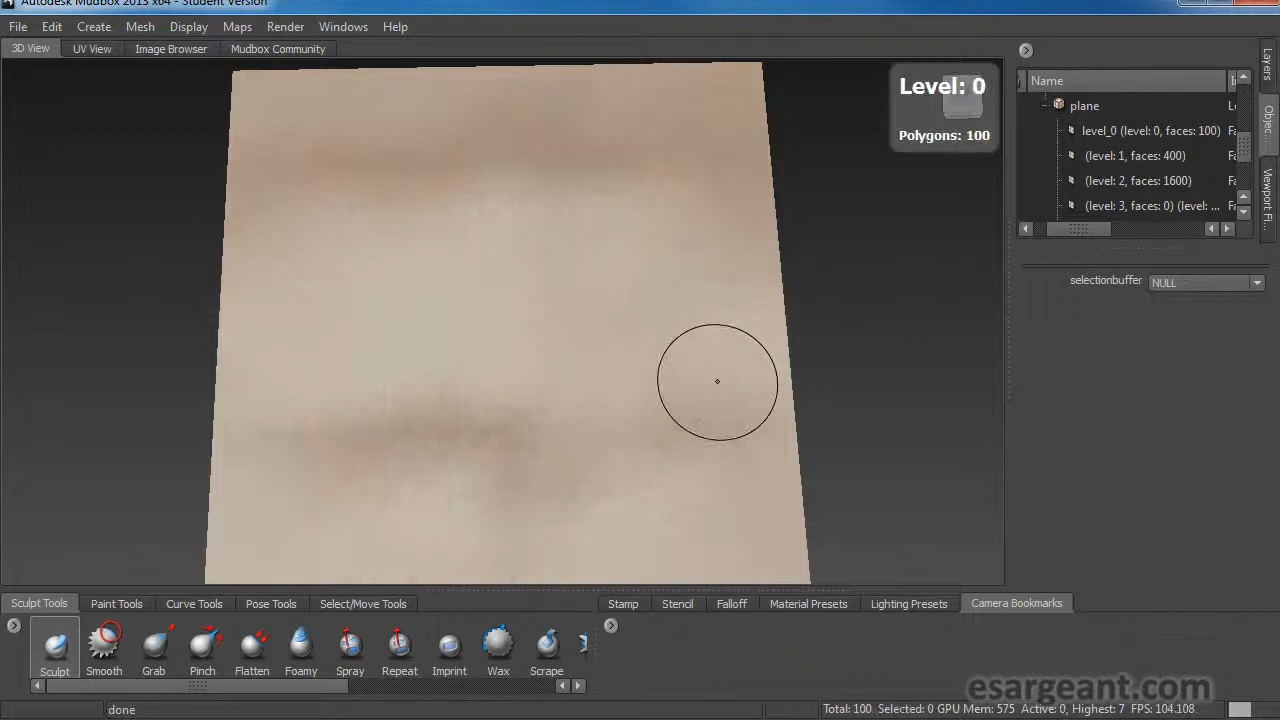 Autodesk Mudbox 2013 x64 - Student Version
File Edit Create Mesh Display Maps Render Windows Help
3D View UV View Image Browser Mudbox Community
Level: 0
Polygons: 100
Name
plane
level_0 (level: 0, faces: 100)
(level: 1, faces: 400)
(level: 2, faces: 1600)
(level: 3, faces: 0) (level: ...
Layers
Objec...
Viewport Fi...
selectionbuffer NULL
Sculpt Tools Paint Tools Curve Tools Pose Tools Select/Move Tools
Stamp Stencil Falloff Material Presets Lighting Presets Camera Bookmarks
Sculpt Smooth Grab Pinch Flatten Foamy Spray Repeat Imprint Wax Scrape
esargeant.com
done
Total: 100 Selected: 0 GPU Mem: 575 Active: 0, Highest: 7 FPS: 104.108